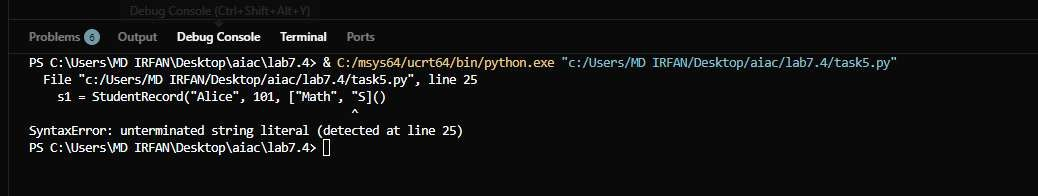 Debug Console (Ctrl+Shift+Alt+Y)
Problems 6 Output Debug Console Terminal Ports
PS C:\Users\MD IRFAN\Desktop\aiac\lab7.4> & C:/msys64/ucrt64/bin/python.exe "c:/Users/MD IRFAN/Desktop/aiac/lab7.4/task5.py"
File "c:/Users/MD IRFAN/Desktop/aiac/lab7.4/task5.py", line 25
s1 = StudentRecord("Alice", 101, ["Math", "S]()
^
SyntaxError: unterminated string literal (detected at line 25)
PS C:\Users\MD IRFAN\Desktop\aiac\lab7.4>